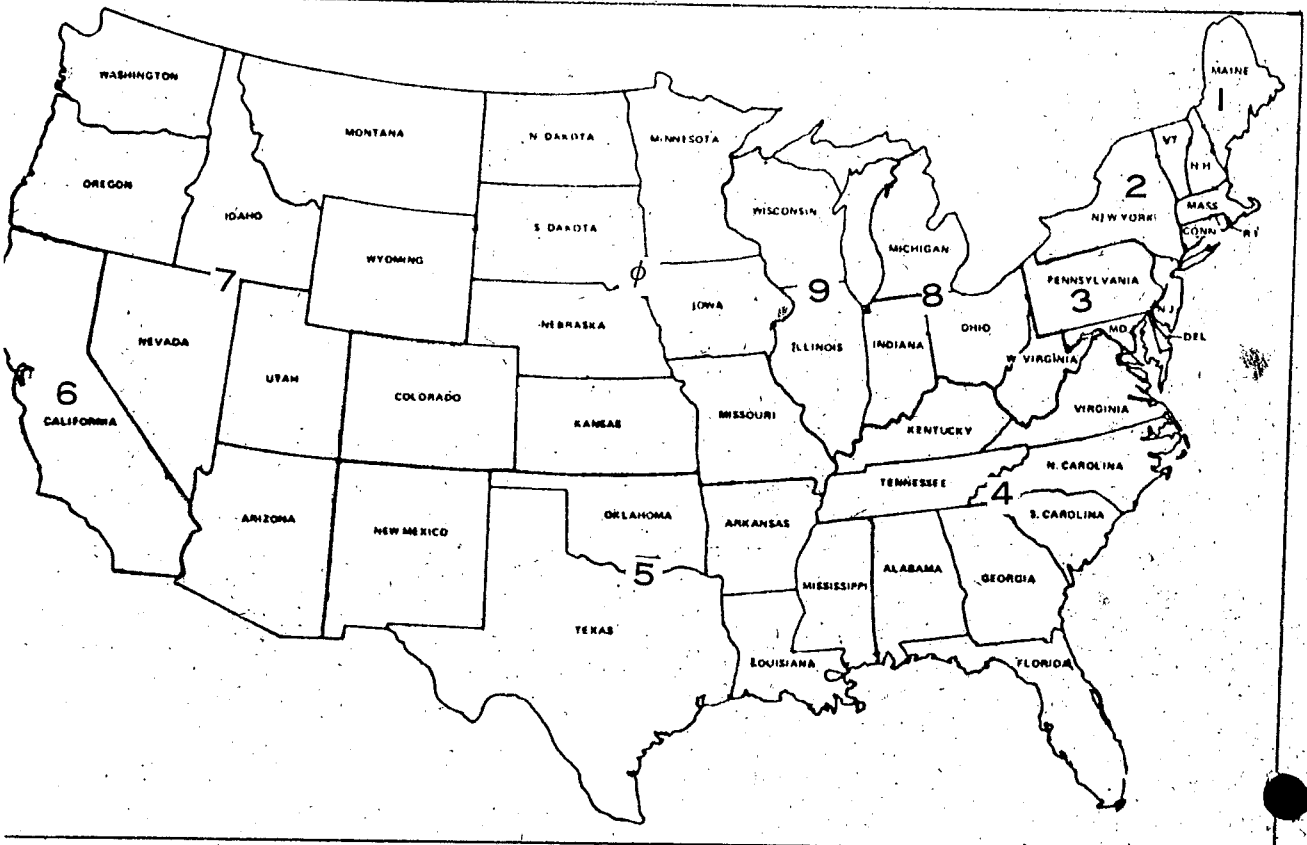 WASHINGTON
MAINE
1
MONTANA
N. DAKOTA
MINNESOTA
VT
N H
OREGON
2
IDAHO
S. DAKOTA
WISCONSIN
NEW YORK
MASS
CONN
R I
MICHIGAN
WYOMING
7
Ø
9
8
PENNSYLVANIA
3
N J
IOWA
NEBRASKA
OHIO
MD
DEL
NEVADA
ILLINOIS
INDIANA
W VIRGINIA
UTAH
6
CALIFORNIA
COLORADO
KANSAS
MISSOURI
KENTUCKY
VIRGINIA
TENNESSEE
N. CAROLINA
4
ARIZONA
NEW MEXICO
OKLAHOMA
ARKANSAS
S. CAROLINA
5
MISSISSIPPI
ALABAMA
GEORGIA
TEXAS
LOUISIANA
FLORIDA